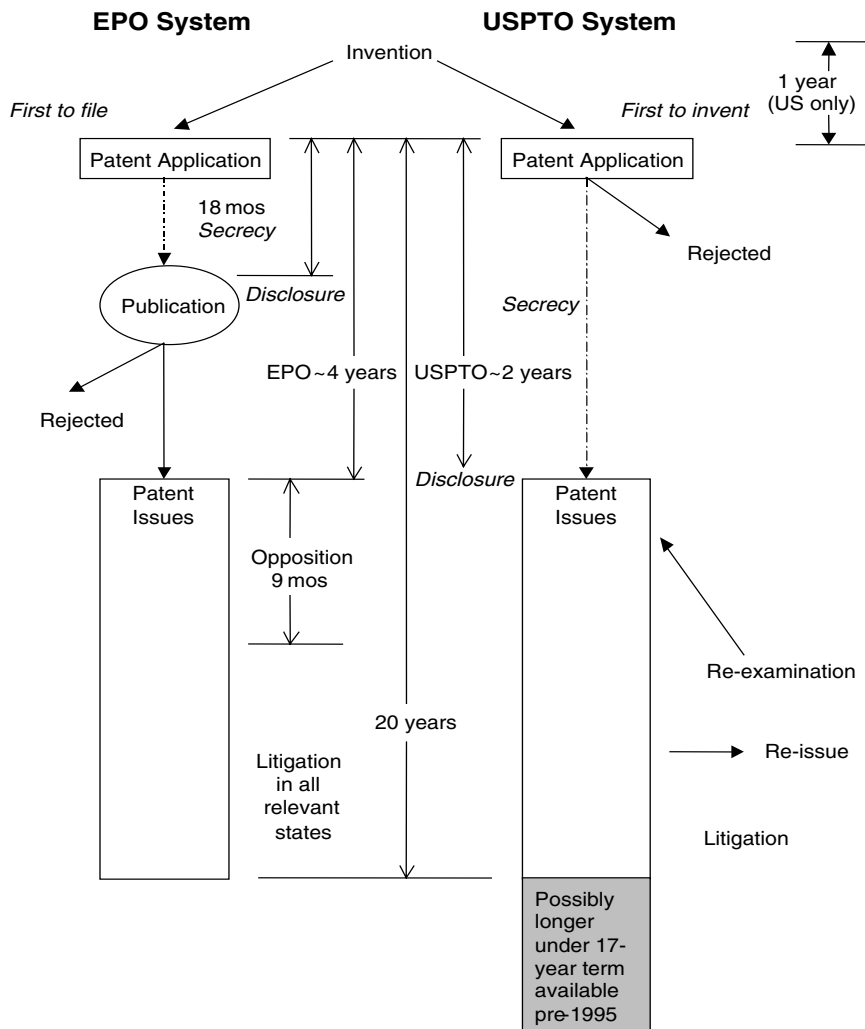 EPO System
USPTO System
Invention
1 year
(US only)
First to file
First to invent
Patent Application
Patent Application
18 mos
Secrecy
Rejected
Disclosure
Publication
Secrecy
EPO~4 years
USPTO~2 years
Rejected
Disclosure
Patent
Issues
Patent
Issues
Opposition
9 mos
Re-examination
20 years
Re-issue
Litigation
in all
relevant
states
Litigation
Possibly
longer
under 17-
year term
available
pre-1995